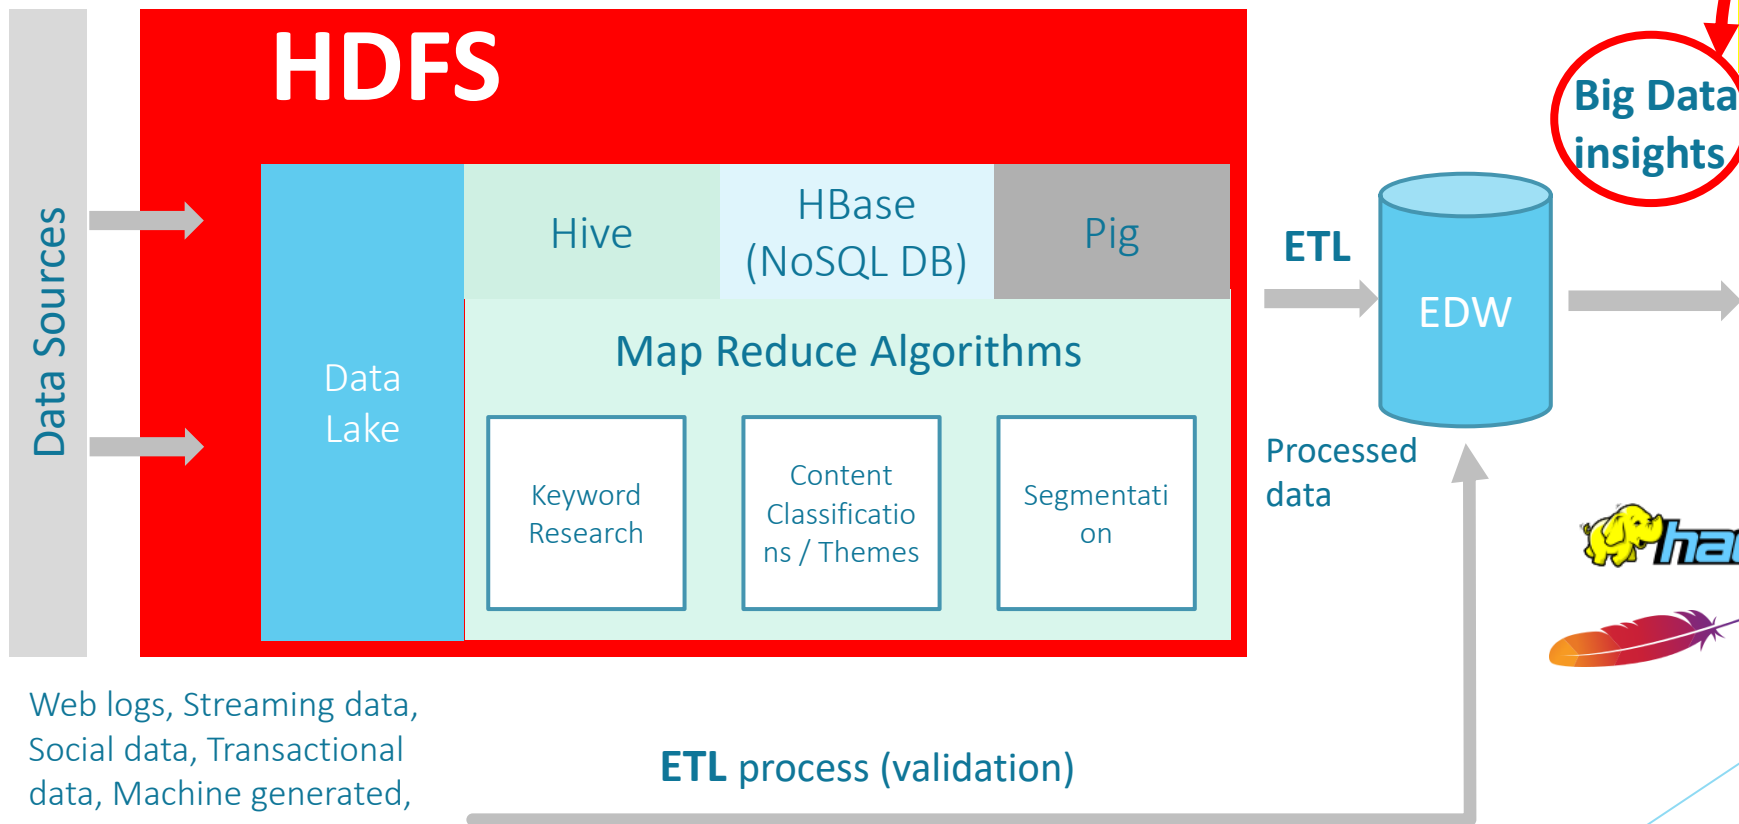 HDFS
Big Data
insights
Data Sources
Hive
HBase
(NoSQL DB)
Pig
ETL
EDW
Map Reduce Algorithms
Data
Lake
Keyword
Research
Content
Classificatio
ns / Themes
Segmentati
on
Processed
data
Web logs, Streaming data,
Social data, Transactional
data, Machine generated,
ETL process (validation)